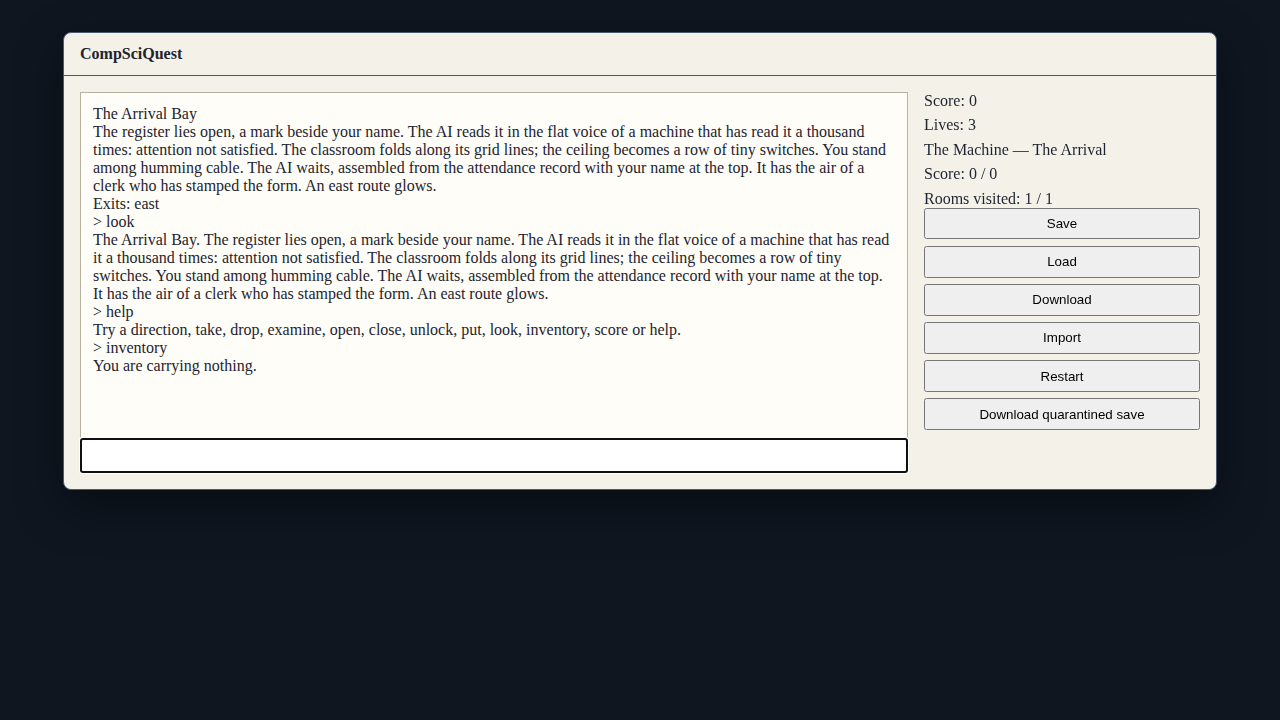 CompSciQuest
The Arrival Bay
The register lies open, a mark beside your name. The AI reads it in the flat voice of a machine that has read it a thousand
times: attention not satisfied. The classroom folds along its grid lines; the ceiling becomes a row of tiny switches. You stand
among humming cable. The AI waits, assembled from the attendance record with your name at the top. It has the air of a
clerk who has stamped the form. An east route glows.
Exits: east
> look
The Arrival Bay. The register lies open, a mark beside your name. The AI reads it in the flat voice of a machine that has read
it a thousand times: attention not satisfied. The classroom folds along its grid lines; the ceiling becomes a row of tiny
switches. You stand among humming cable. The AI waits, assembled from the attendance record with your name at the top.
It has the air of a clerk who has stamped the form. An east route glows.
> help
Try a direction, take, drop, examine, open, close, unlock, put, look, inventory, score or help.
> inventory
You are carrying nothing.
Score: 0
Lives: 3
The Machine — The Arrival
Score: 0 / 0
Rooms visited: 1 / 1
Save
Load
Download
Import
Restart
Download quarantined save